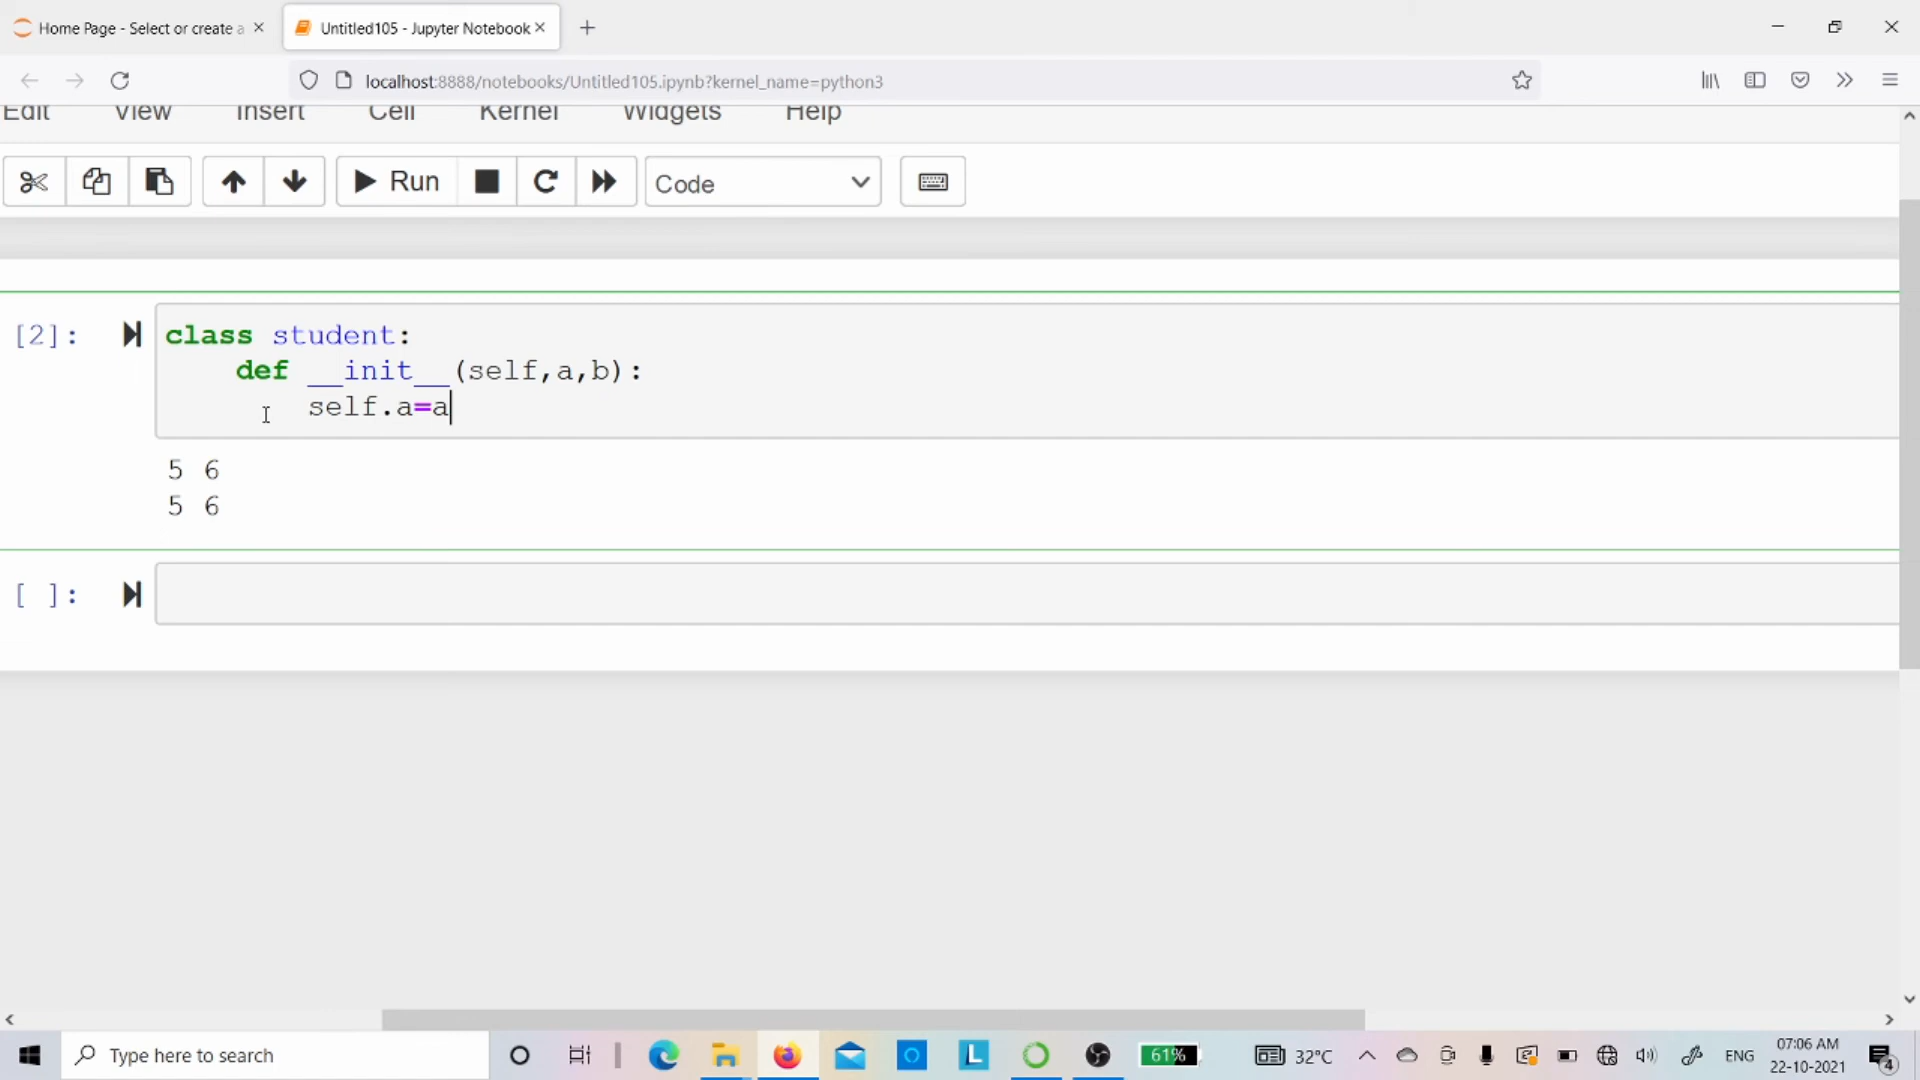 Home Page - Select or create a
Untitled105 - Jupyter Notebook
localhost:8888/notebooks/Untitled105.ipynb?kernel_name=python3
Edit View Insert Cell Kernel Widgets Help
Run
Code
[2]:
class student:
def __init__(self,a,b):
self.a=a
5 6
5 6
[ ]:
Type here to search
L
61%
32°C
ENG
07:06 AM
22-10-2021
4